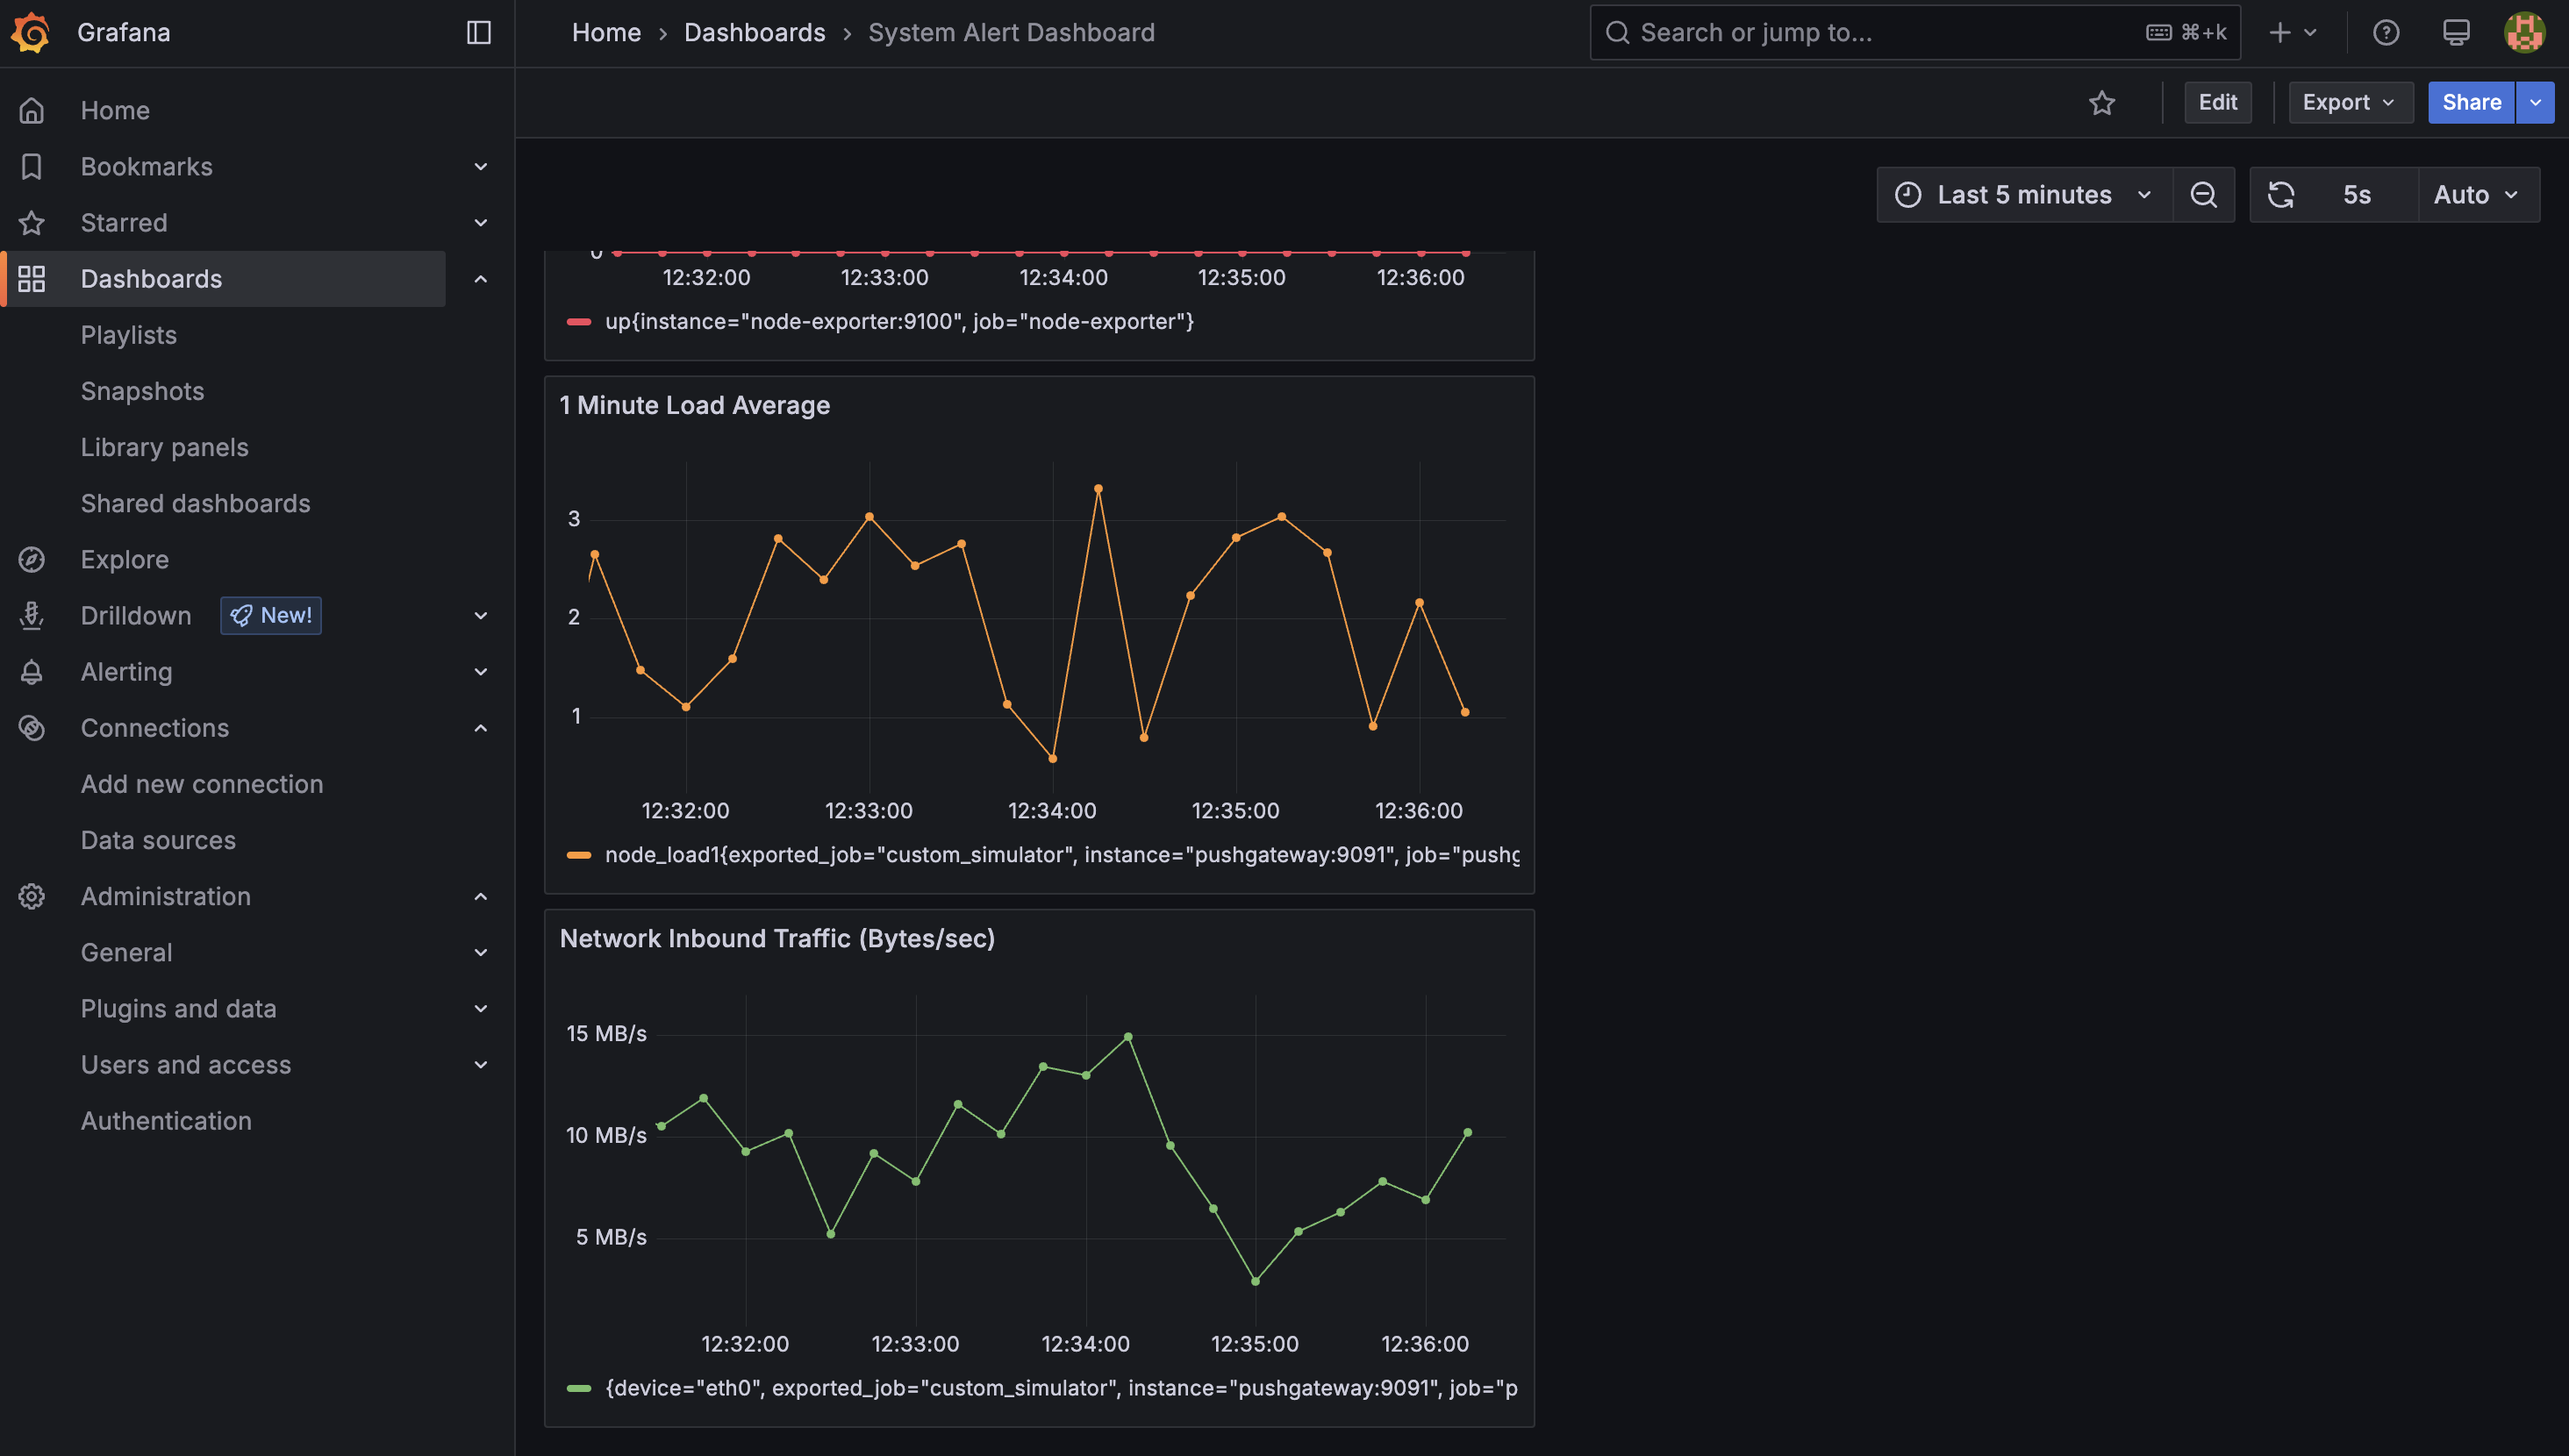 Grafana
Home › Dashboards › System Alert Dashboard
Search or jump to...
⌘+k
Edit
Export
Share
Home
Bookmarks
Starred
Dashboards
Playlists
Snapshots
Library panels
Shared dashboards
Explore
Drilldown
New!
Alerting
Connections
Add new connection
Data sources
Administration
General
Plugins and data
Users and access
Authentication
Last 5 minutes
5s
Auto
0
12:32:00 12:33:00 12:34:00 12:35:00 12:36:00
up{instance="node-exporter:9100", job="node-exporter"}
1 Minute Load Average
3
2
1
12:32:00 12:33:00 12:34:00 12:35:00 12:36:00
node_load1{exported_job="custom_simulator", instance="pushgateway:9091", job="pushg
Network Inbound Traffic (Bytes/sec)
15 MB/s
10 MB/s
5 MB/s
12:32:00 12:33:00 12:34:00 12:35:00 12:36:00
{device="eth0", exported_job="custom_simulator", instance="pushgateway:9091", job="p